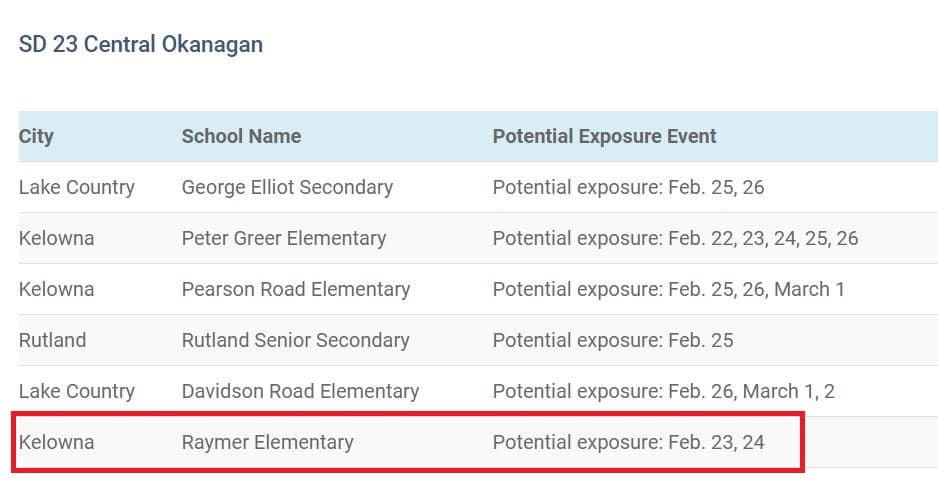 SD 23 Central Okanagan
City School Name Potential Exposure Event
Lake Country George Elliot Secondary Potential exposure: Feb. 25, 26
Kelowna Peter Greer Elementary Potential exposure: Feb. 22, 23, 24, 25, 26
Kelowna Pearson Road Elementary Potential exposure: Feb. 25, 26, March 1
Rutland Rutland Senior Secondary Potential exposure: Feb. 25
Lake Country Davidson Road Elementary Potential exposure: Feb. 26, March 1, 2
Kelowna Raymer Elementary Potential exposure: Feb. 23, 24